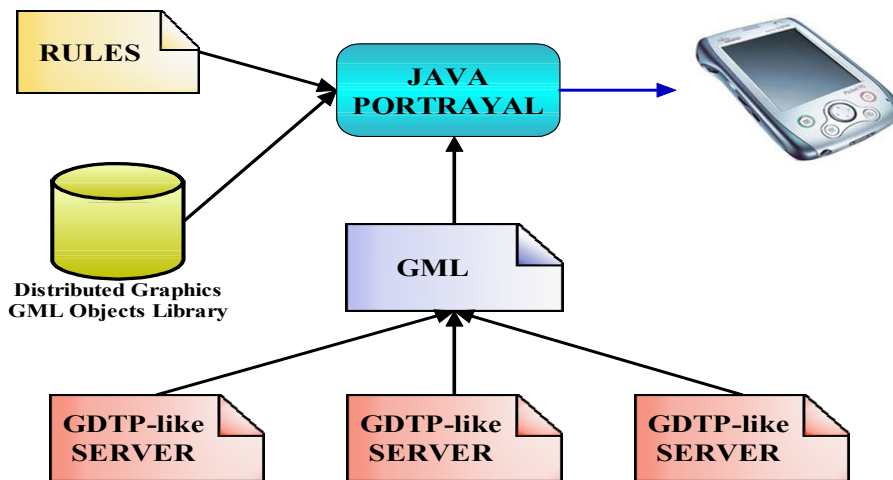 RULES
JAVA
PORTRAYAL
Distributed Graphics
GML Objects Library
GML
GDTP-like
SERVER
GDTP-like
SERVER
GDTP-like
SERVER